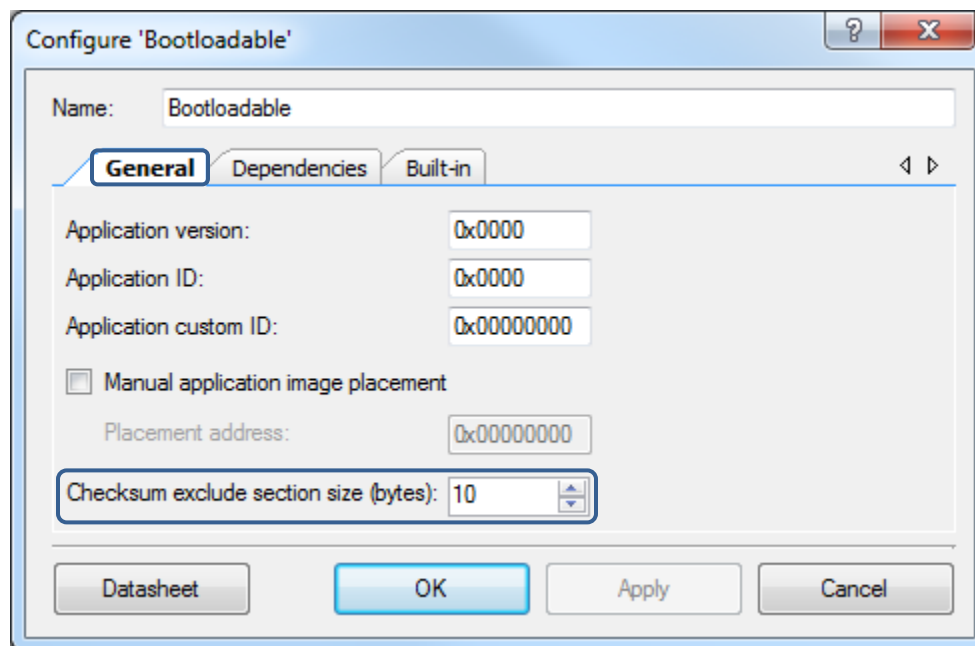 Configure 'Bootloadable'
Name: Bootloadable
General Dependencies Built-in
Application version: 0x0000
Application ID: 0x0000
Application custom ID: 0x00000000
Manual application image placement
Placement address: 0x00000000
Checksum exclude section size (bytes): 10
Datasheet OK Apply Cancel